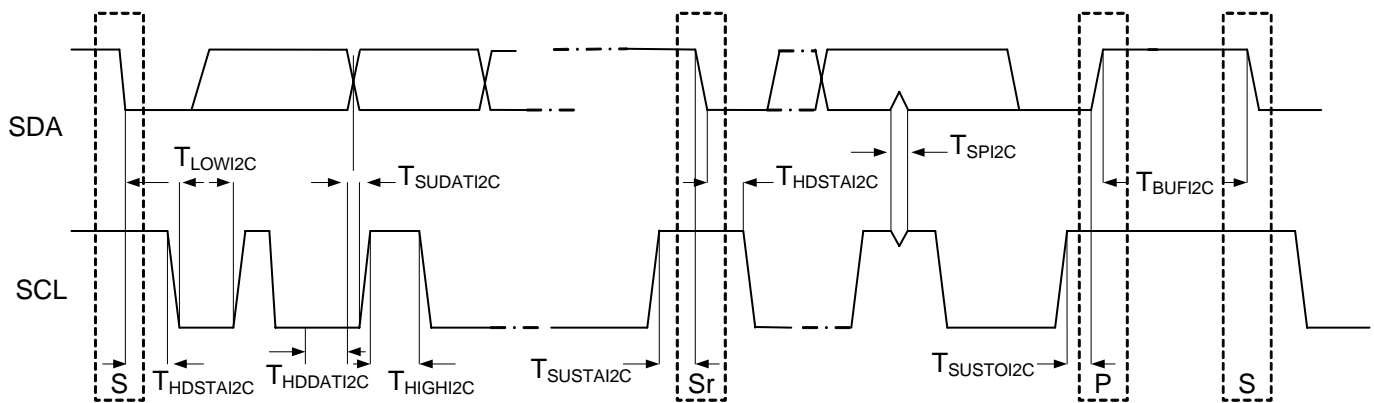 SDA
TLOWI2C
TSUDATI2C
THDSTAI2C
TSPI2C
TBUFI2C
SCL
S
THDSTAI2C
THDDATI2C
THIGHI2C
TSUSTAI2C
Sr
TSUSTOI2C
P
S